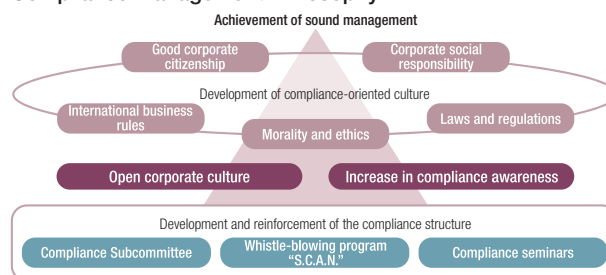 Achievement of sound management
Good corporate
citizenship
Corporate social
responsibility
Development of compliance-oriented culture
International business
rules
Laws and regulations
Morality and ethics
Open corporate culture
Increase in compliance awareness
Development and reinforcement of the compliance structure
Compliance Subcommittee
Whistle-blowing program
“S.C.A.N.”
Compliance seminars